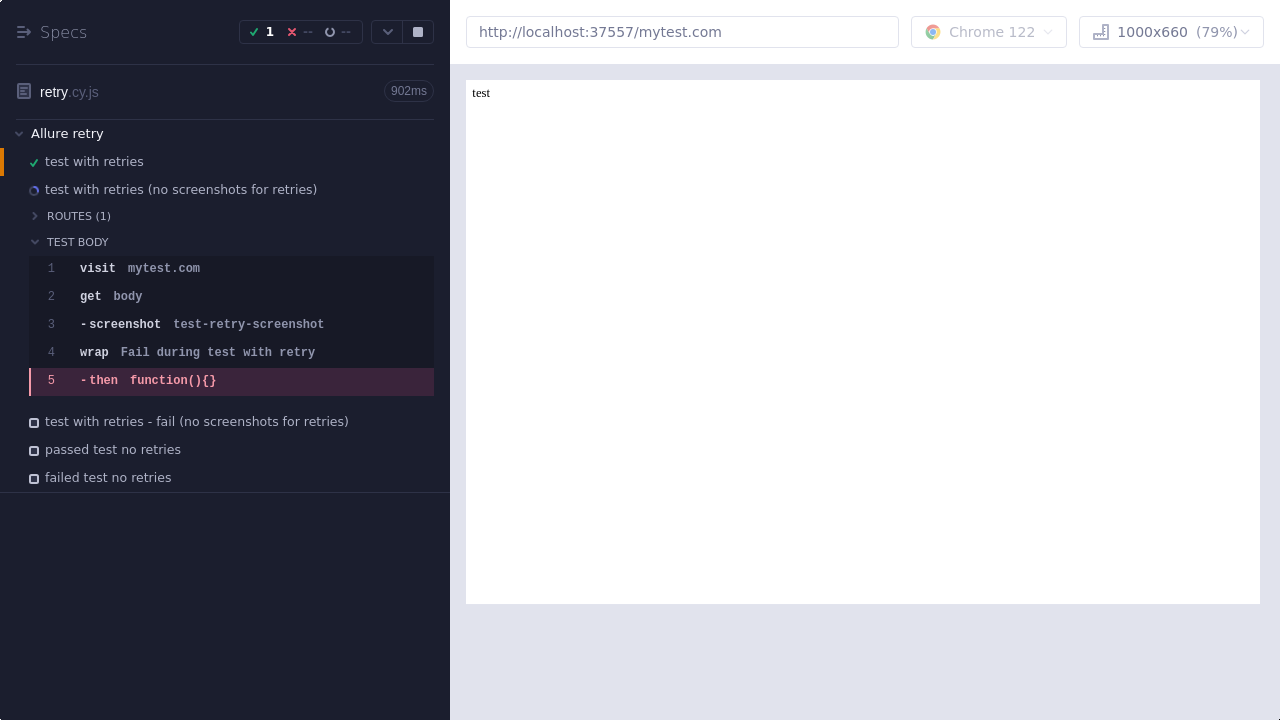 Specs
1
--
--
http://localhost:37557/mytest.com
Chrome 122
1000x660 (79%)
retry.cy.js
902ms
Allure retry
test with retries
test with retries (no screenshots for retries)
ROUTES (1)
TEST BODY
1 visit mytest.com
2 get body
3 -screenshot test-retry-screenshot
4 wrap Fail during test with retry
5 -then function(){}
test with retries - fail (no screenshots for retries)
passed test no retries
failed test no retries
test